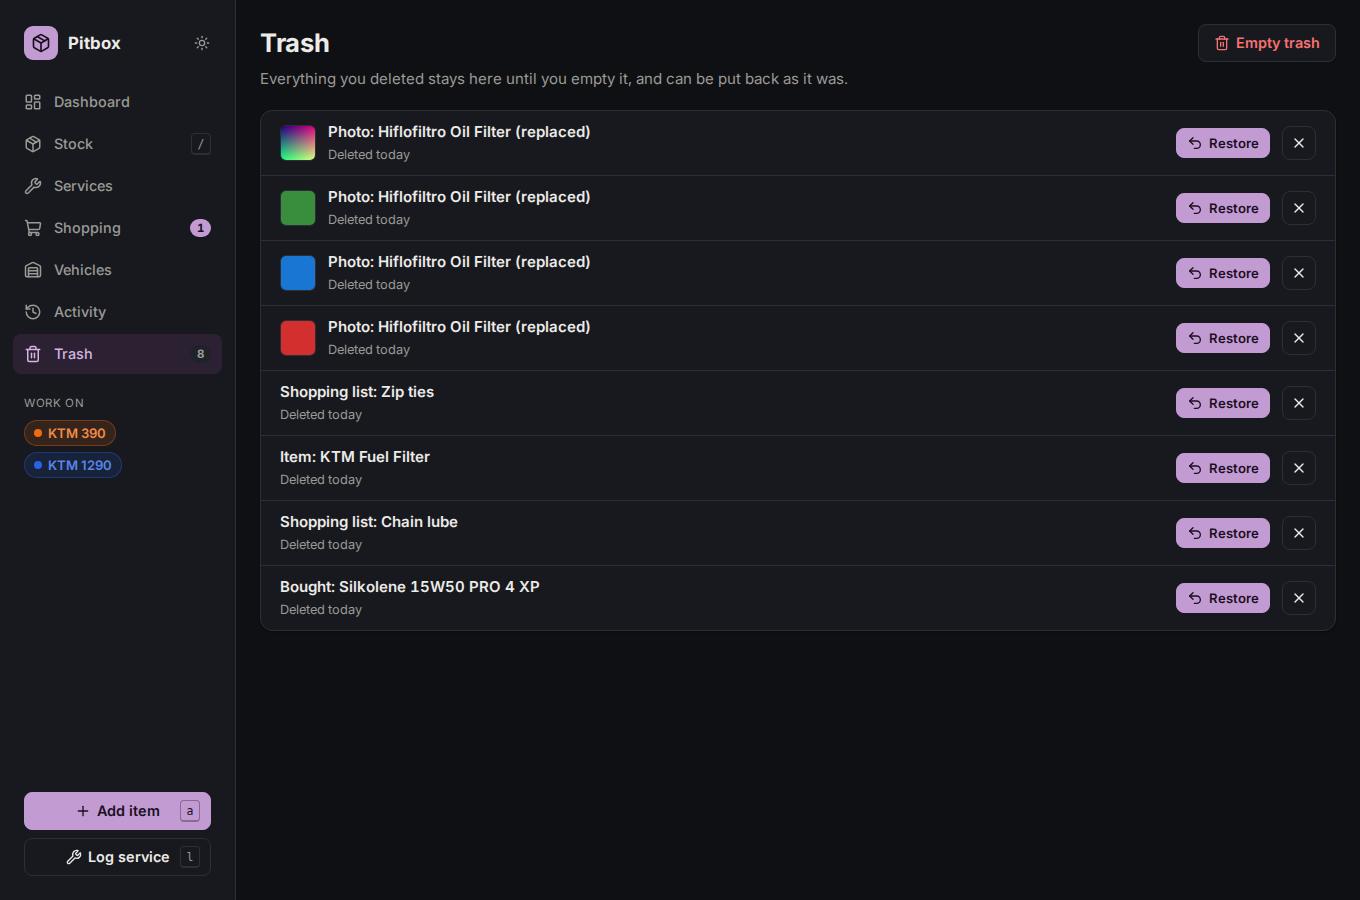 Pitbox
Dashboard
Stock /
Services
Shopping 1
Vehicles
Activity
Trash 8
WORK ON
KTM 390
KTM 1290
Add item a
Log service l
Trash
Empty trash
Everything you deleted stays here until you empty it, and can be put back as it was.
Photo: Hiflofiltro Oil Filter (replaced)
Deleted today
Restore
Photo: Hiflofiltro Oil Filter (replaced)
Deleted today
Restore
Photo: Hiflofiltro Oil Filter (replaced)
Deleted today
Restore
Photo: Hiflofiltro Oil Filter (replaced)
Deleted today
Restore
Shopping list: Zip ties
Deleted today
Restore
Item: KTM Fuel Filter
Deleted today
Restore
Shopping list: Chain lube
Deleted today
Restore
Bought: Silkolene 15W50 PRO 4 XP
Deleted today
Restore